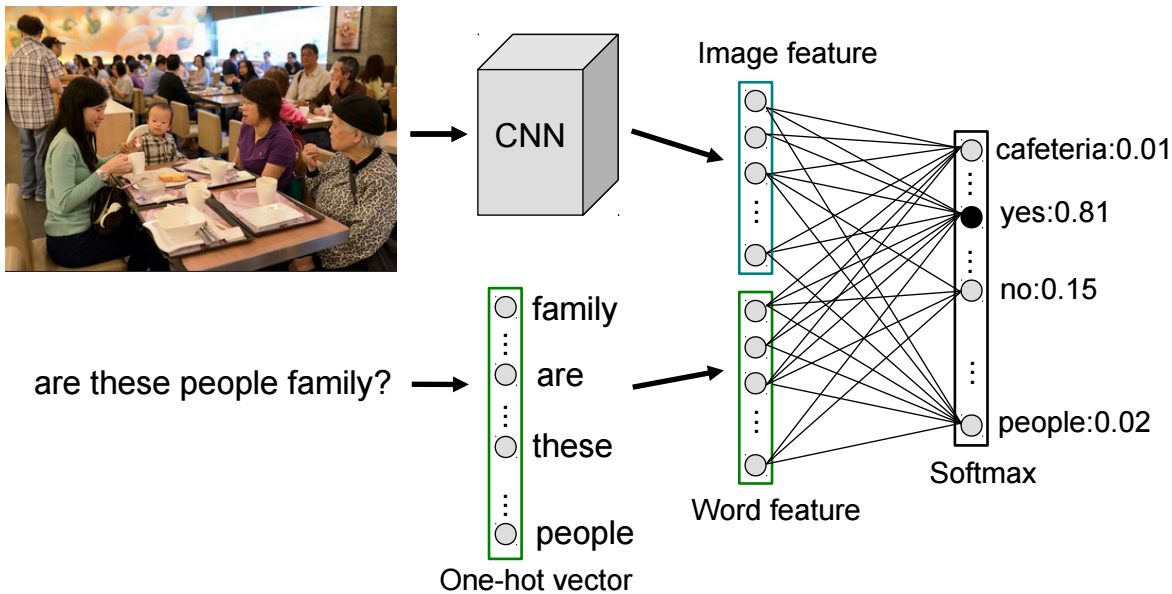 CNN
Image feature
cafeteria:0.01
yes:0.81
no:0.15
people:0.02
Softmax
are these people family?
family
are
these
people
One-hot vector
Word feature